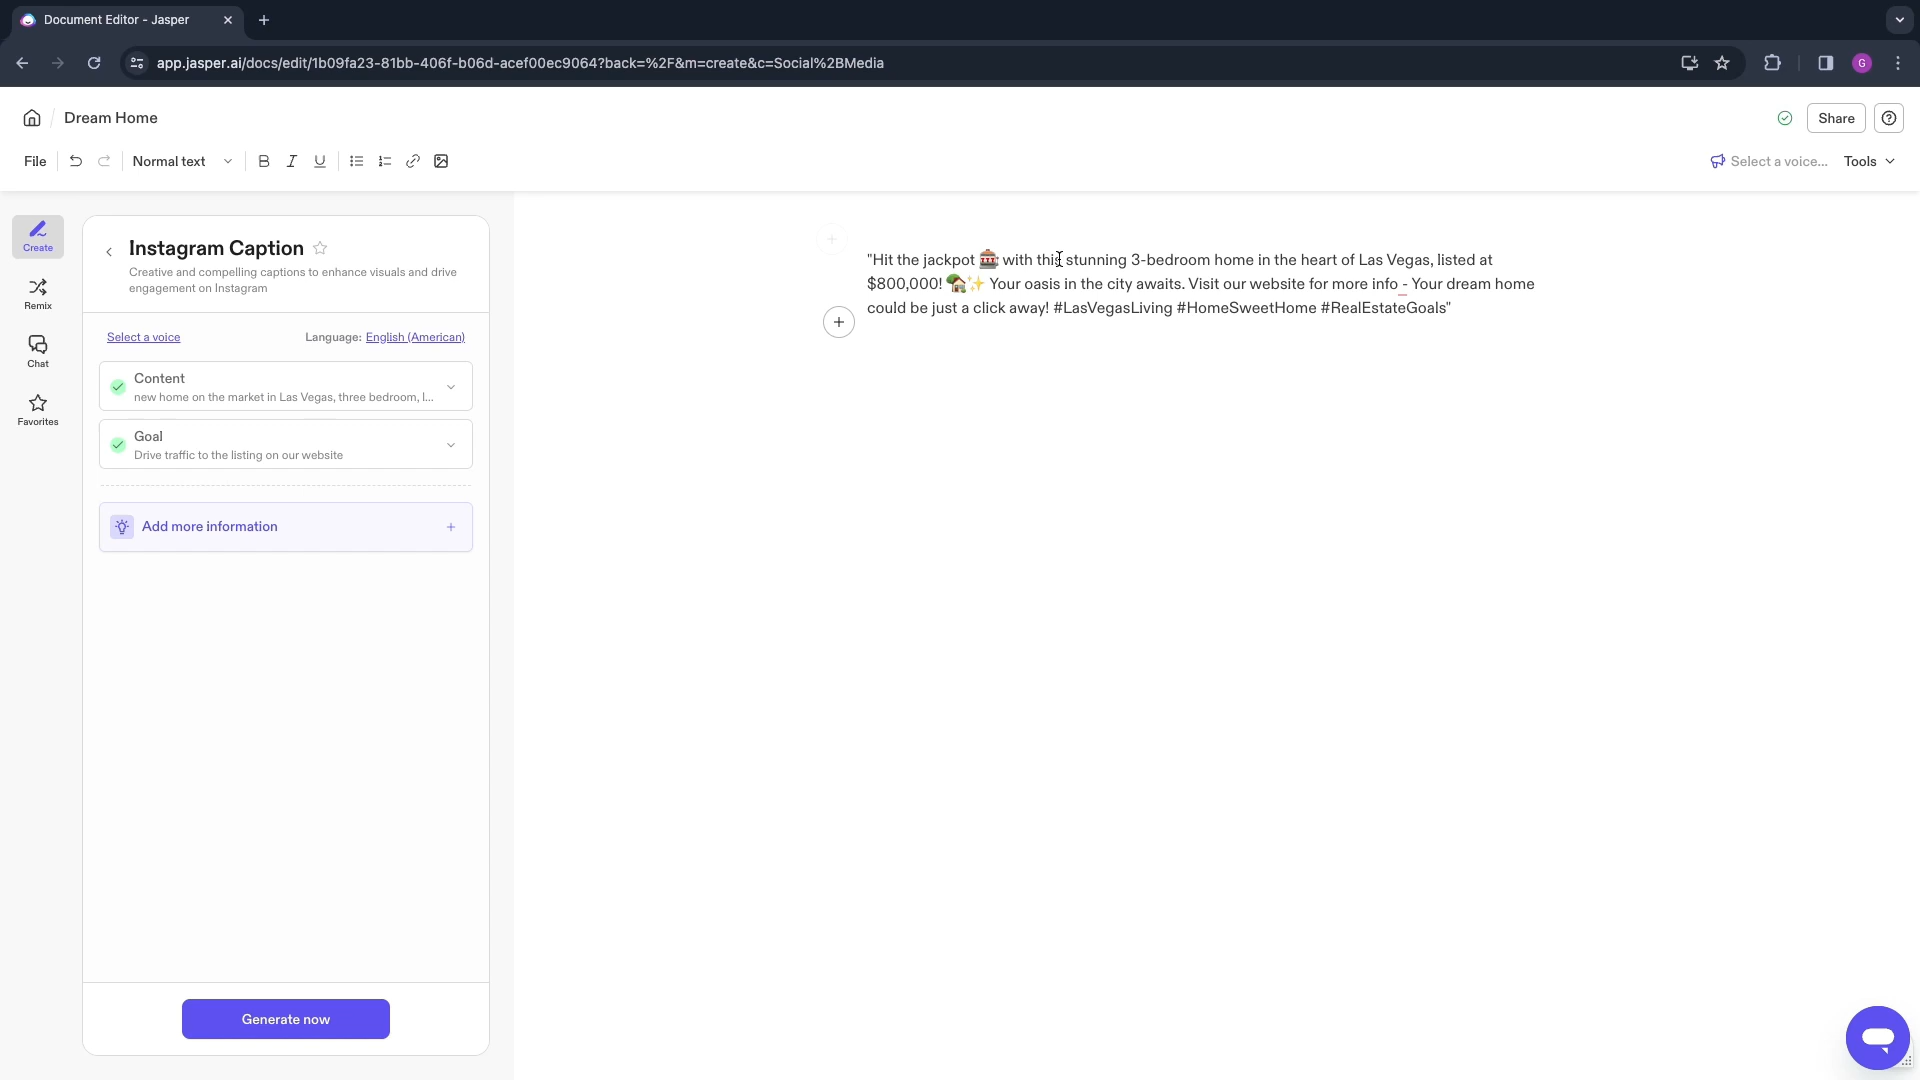 Document Editor - Jasper
app.jasper.ai/docs/edit/1b09fa23-81bb-406f-b06d-acef00ec9064?back=%2F&m=create&c=Social%2BMedia
G
Dream Home
Share
File
Normal text
B I U
Select a voice...
Tools
Create
Remix
Chat
Favorites
Instagram Caption
Creative and compelling captions to enhance visuals and drive
engagement on Instagram
Select a voice
Language: English (American)
Content
new home on the market in Las Vegas, three bedroom, l...
Goal
Drive traffic to the listing on our website
Add more information
Generate now
"Hit the jackpot 🎰 with this stunning 3-bedroom home in the heart of Las Vegas, listed at
$800,000! 🏡✨ Your oasis in the city awaits. Visit our website for more info - Your dream home
could be just a click away! #LasVegasLiving #HomeSweetHome #RealEstateGoals"